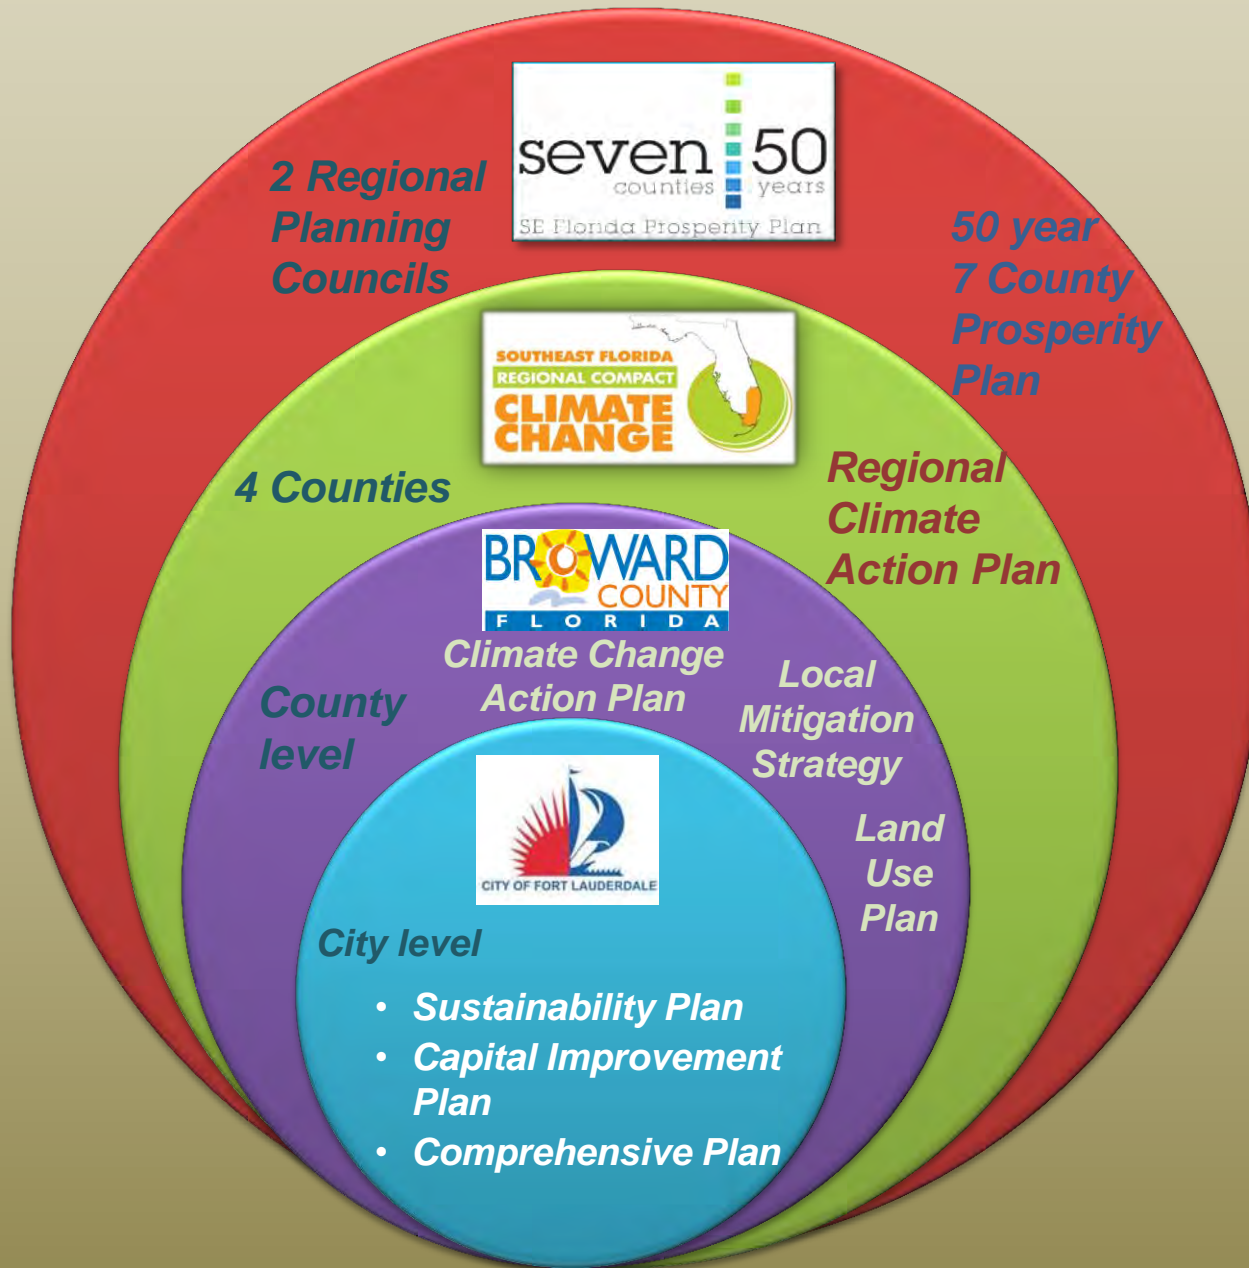 seven 50
counties years
SE Florida Prosperity Plan
2 Regional
Planning
Councils
50 year
7 County
Prosperity
Plan
SOUTHEAST FLORIDA
REGIONAL COMPACT
CLIMATE
CHANGE
4 Counties
Regional
Climate
Action Plan
BROWARD
COUNTY
FLORIDA
Climate Change
Action Plan
County
level
Local
Mitigation
Strategy
Land
Use
Plan
CITY OF FORT LAUDERDALE
City level
• Sustainability Plan
• Capital Improvement
Plan
• Comprehensive Plan